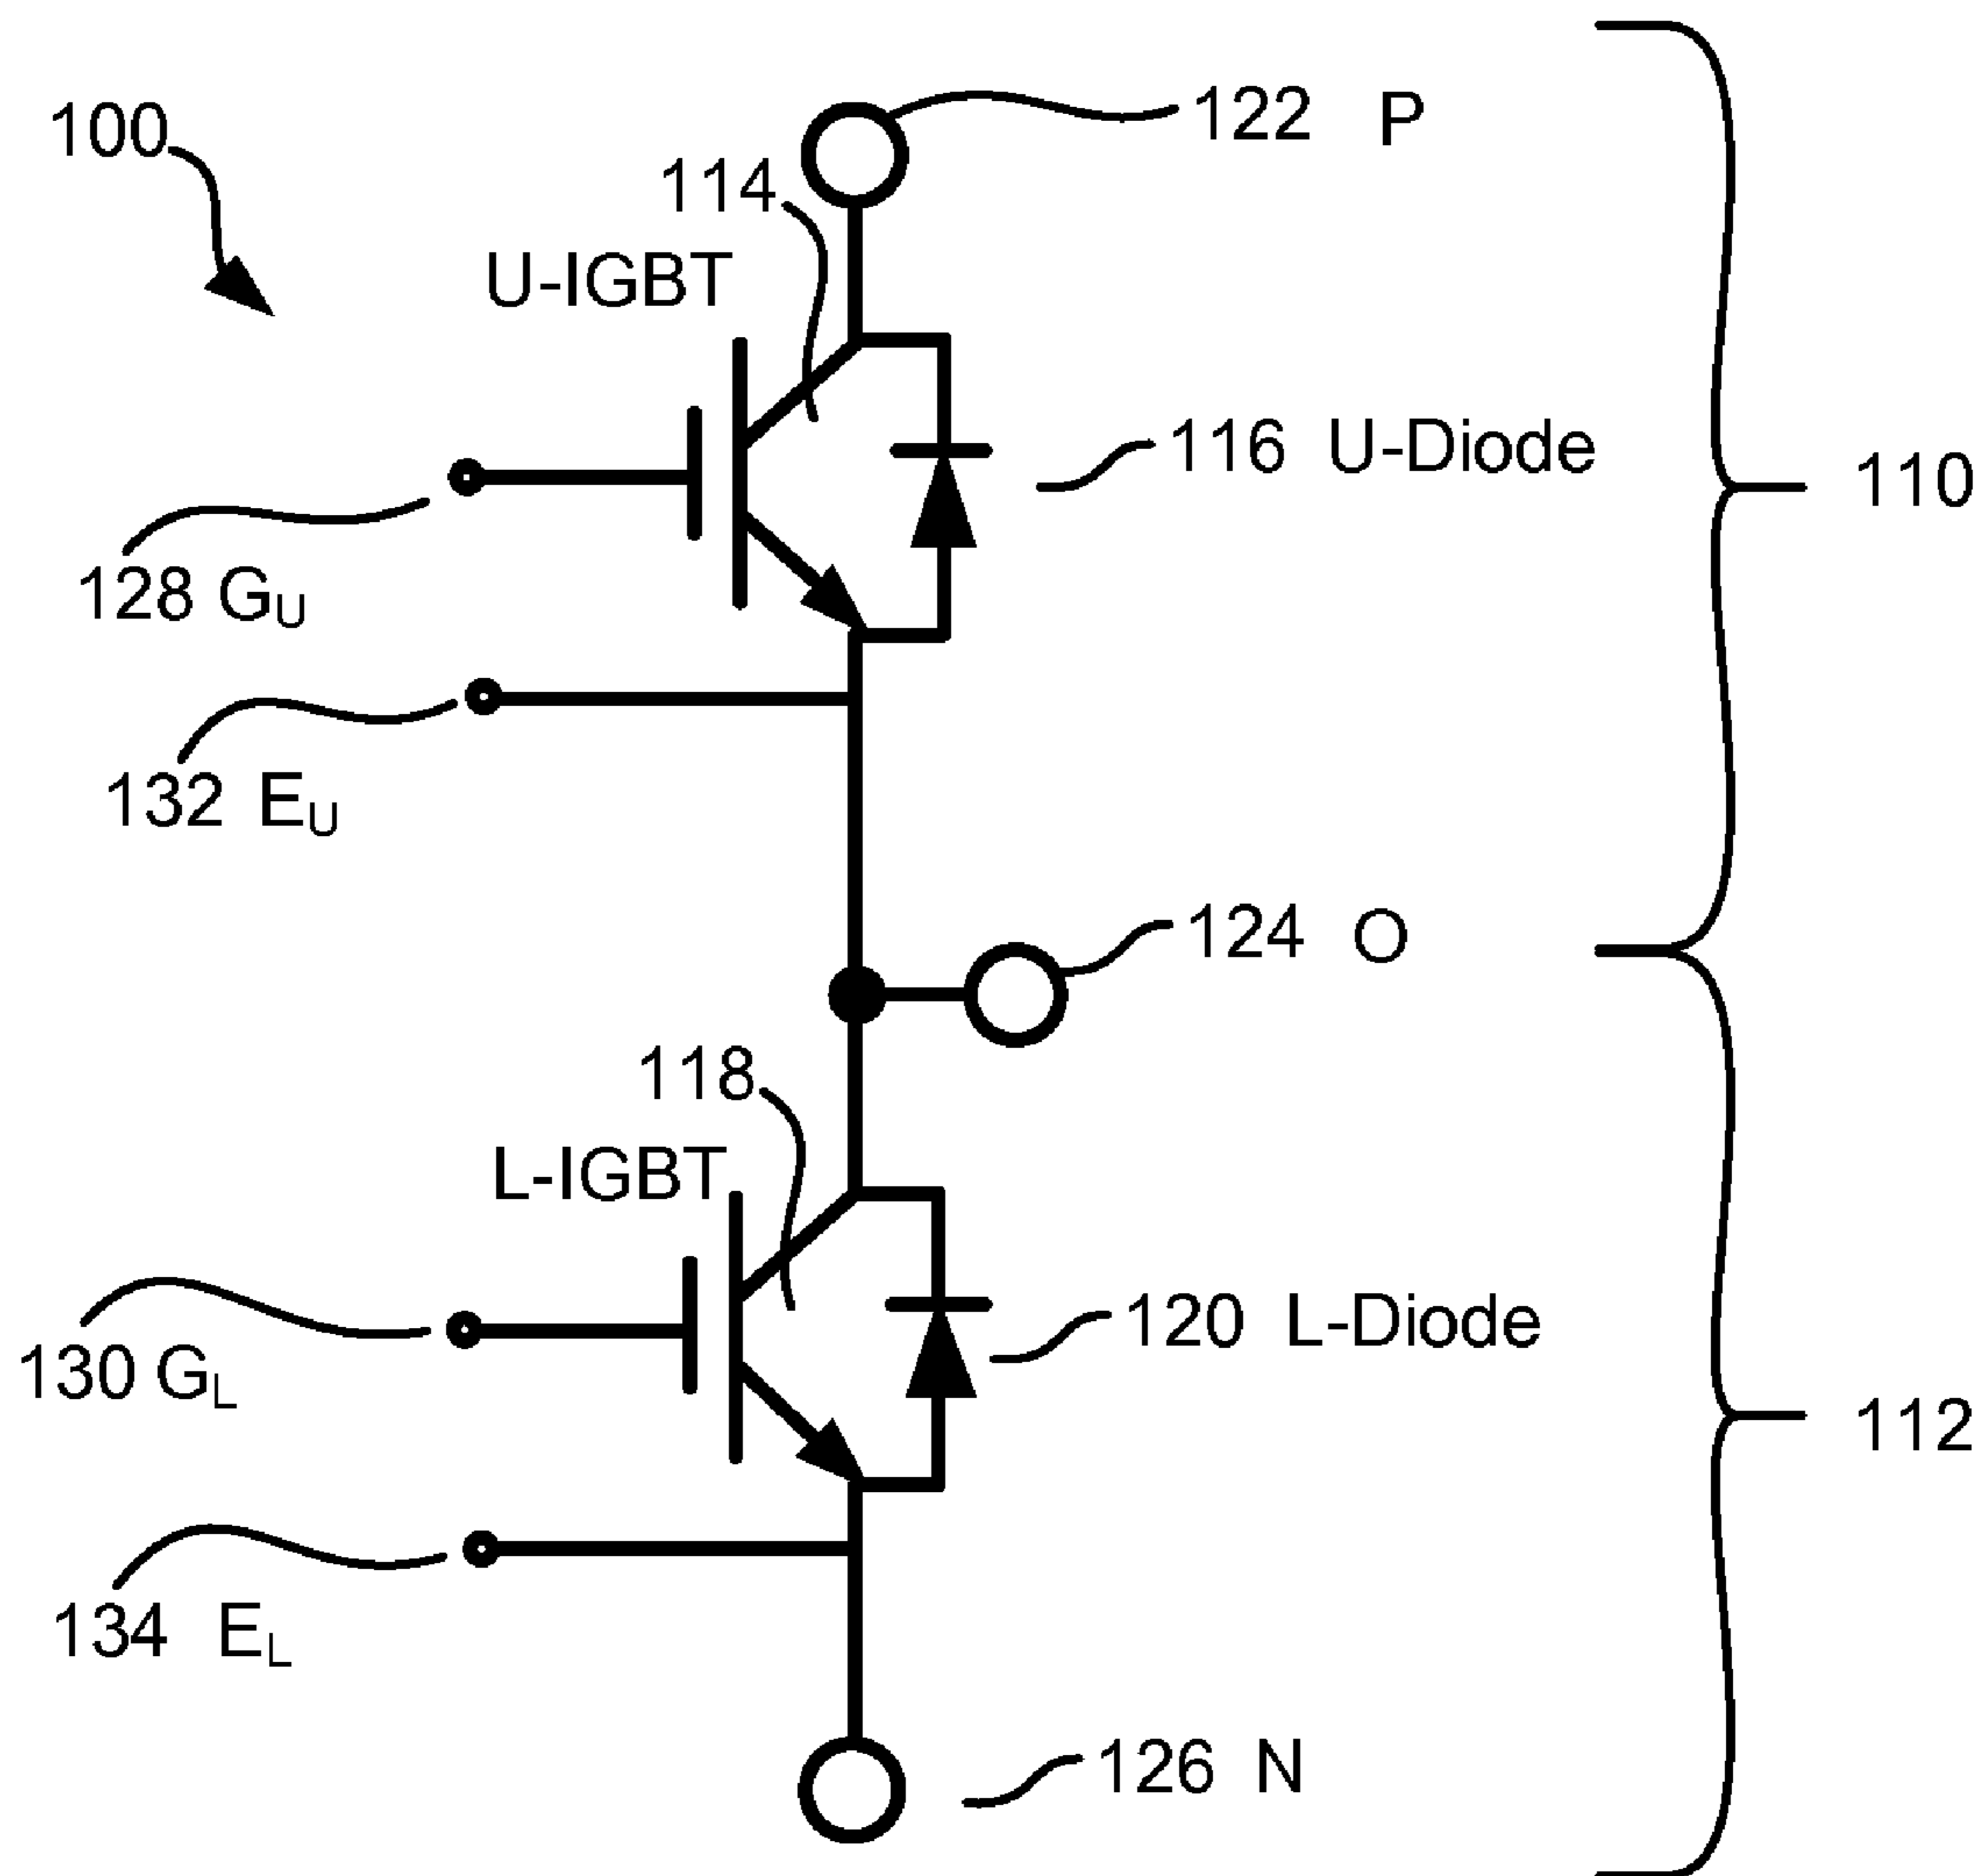 100
122 P
114
U-IGBT
116 U-Diode
110
128 GU
132 EU
124 O
118
L-IGBT
120 L-Diode
130 GL
112
134 EL
126 N